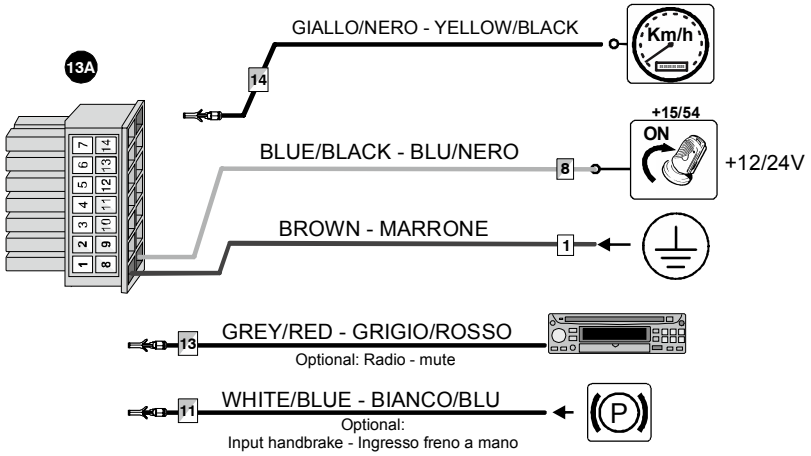 GIALLO/NERO - YELLOW/BLACK
Km/h
13A
14
+15/54
ON
+12/24V
BLUE/BLACK - BLU/NERO
8
7 14
6 13
5 12
4 11
3 10
2 9
1 8
BROWN - MARRONE
1
13
GREY/RED - GRIGIO/ROSSO
Optional: Radio - mute
11
WHITE/BLUE - BIANCO/BLU
Optional:
Input handbrake - Ingresso freno a mano
P